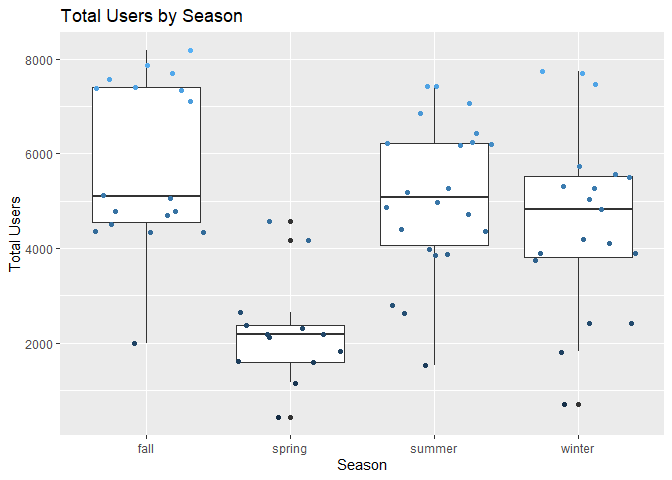 Total Users by Season
8000
6000
4000
2000
Total Users
fall
spring
summer
winter
Season